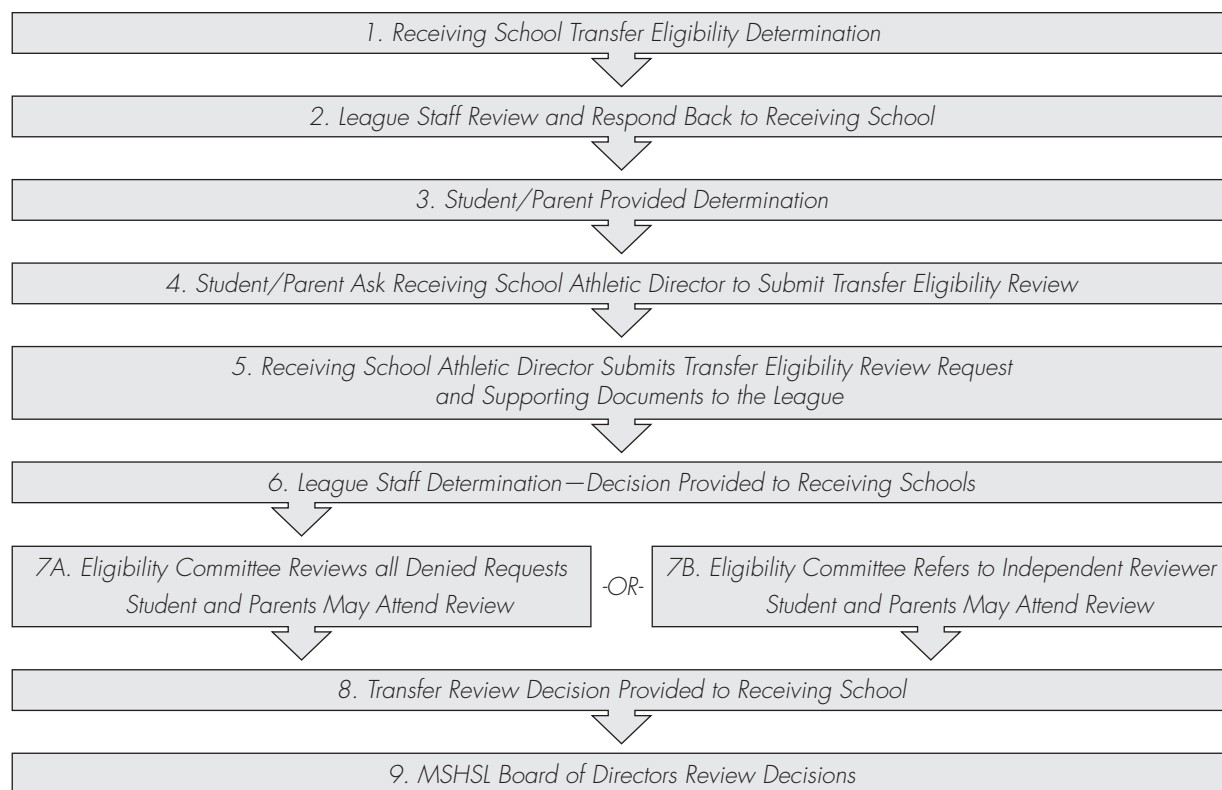 1. Receiving School Transfer Eligibility Determination
2. League Staff Review and Respond Back to Receiving School
3. Student/Parent Provided Determination
4. Student/Parent Ask Receiving School Athletic Director to Submit Transfer Eligibility Review
5. Receiving School Athletic Director Submits Transfer Eligibility Review Request
and Supporting Documents to the League
6. League Staff Determination—Decision Provided to Receiving Schools
7A. Eligibility Committee Reviews all Denied Requests
Student and Parents May Attend Review
-OR-
7B. Eligibility Committee Refers to Independent Reviewer
Student and Parents May Attend Review
8. Transfer Review Decision Provided to Receiving School
9. MSHSL Board of Directors Review Decisions